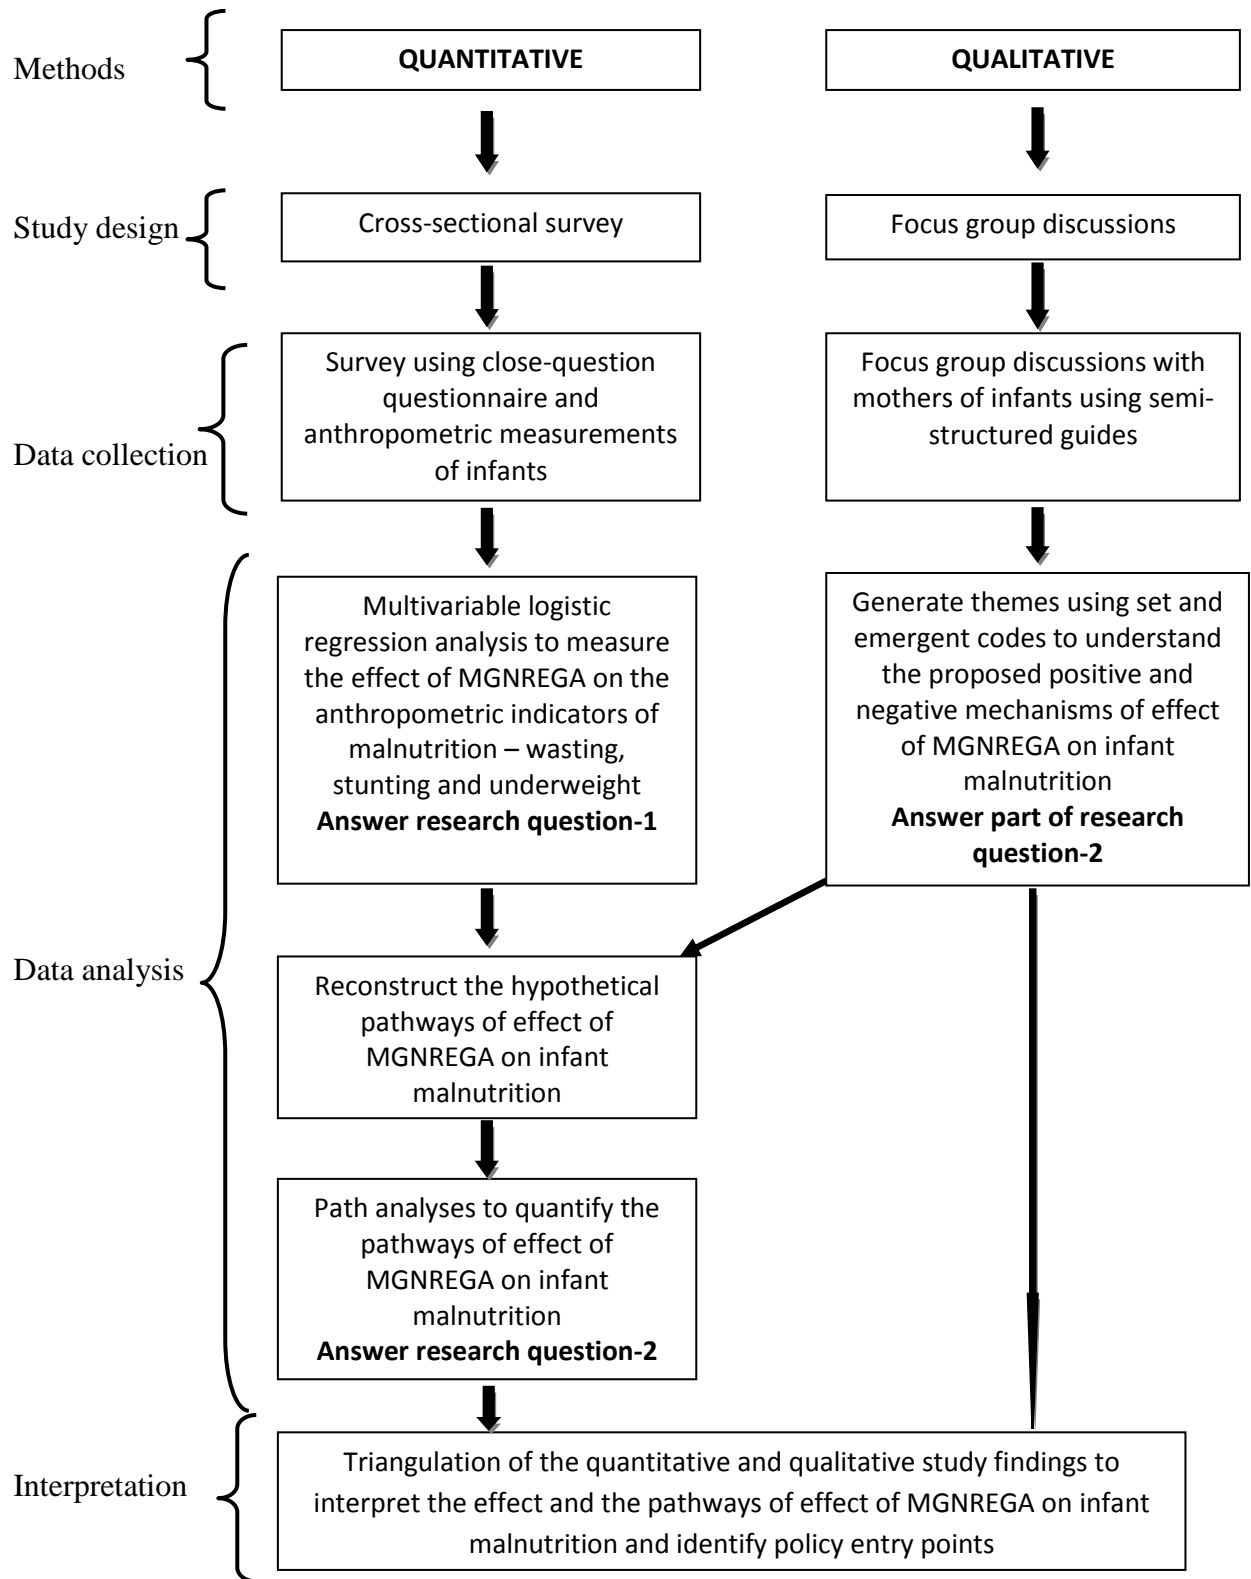 Methods
QUANTITATIVE
QUALITATIVE
Study design
Cross-sectional survey
Focus group discussions
Data collection
Survey using close-question
questionnaire and
anthropometric measurements
of infants
Focus group discussions with
mothers of infants using semi-
structured guides
Data analysis
Multivariable logistic
regression analysis to measure
the effect of MGNREGA on the
anthropometric indicators of
malnutrition – wasting,
stunting and underweight
Answer research question-1
Generate themes using set and
emergent codes to understand
the proposed positive and
negative mechanisms of effect
of MGNREGA on infant
malnutrition
Answer part of research
question-2
Reconstruct the hypothetical
pathways of effect of
MGNREGA on infant
malnutrition
Path analyses to quantify the
pathways of effect of
MGNREGA on infant
malnutrition
Answer research question-2
Interpretation
Triangulation of the quantitative and qualitative study findings to
interpret the effect and the pathways of effect of MGNREGA on infant
malnutrition and identify policy entry points